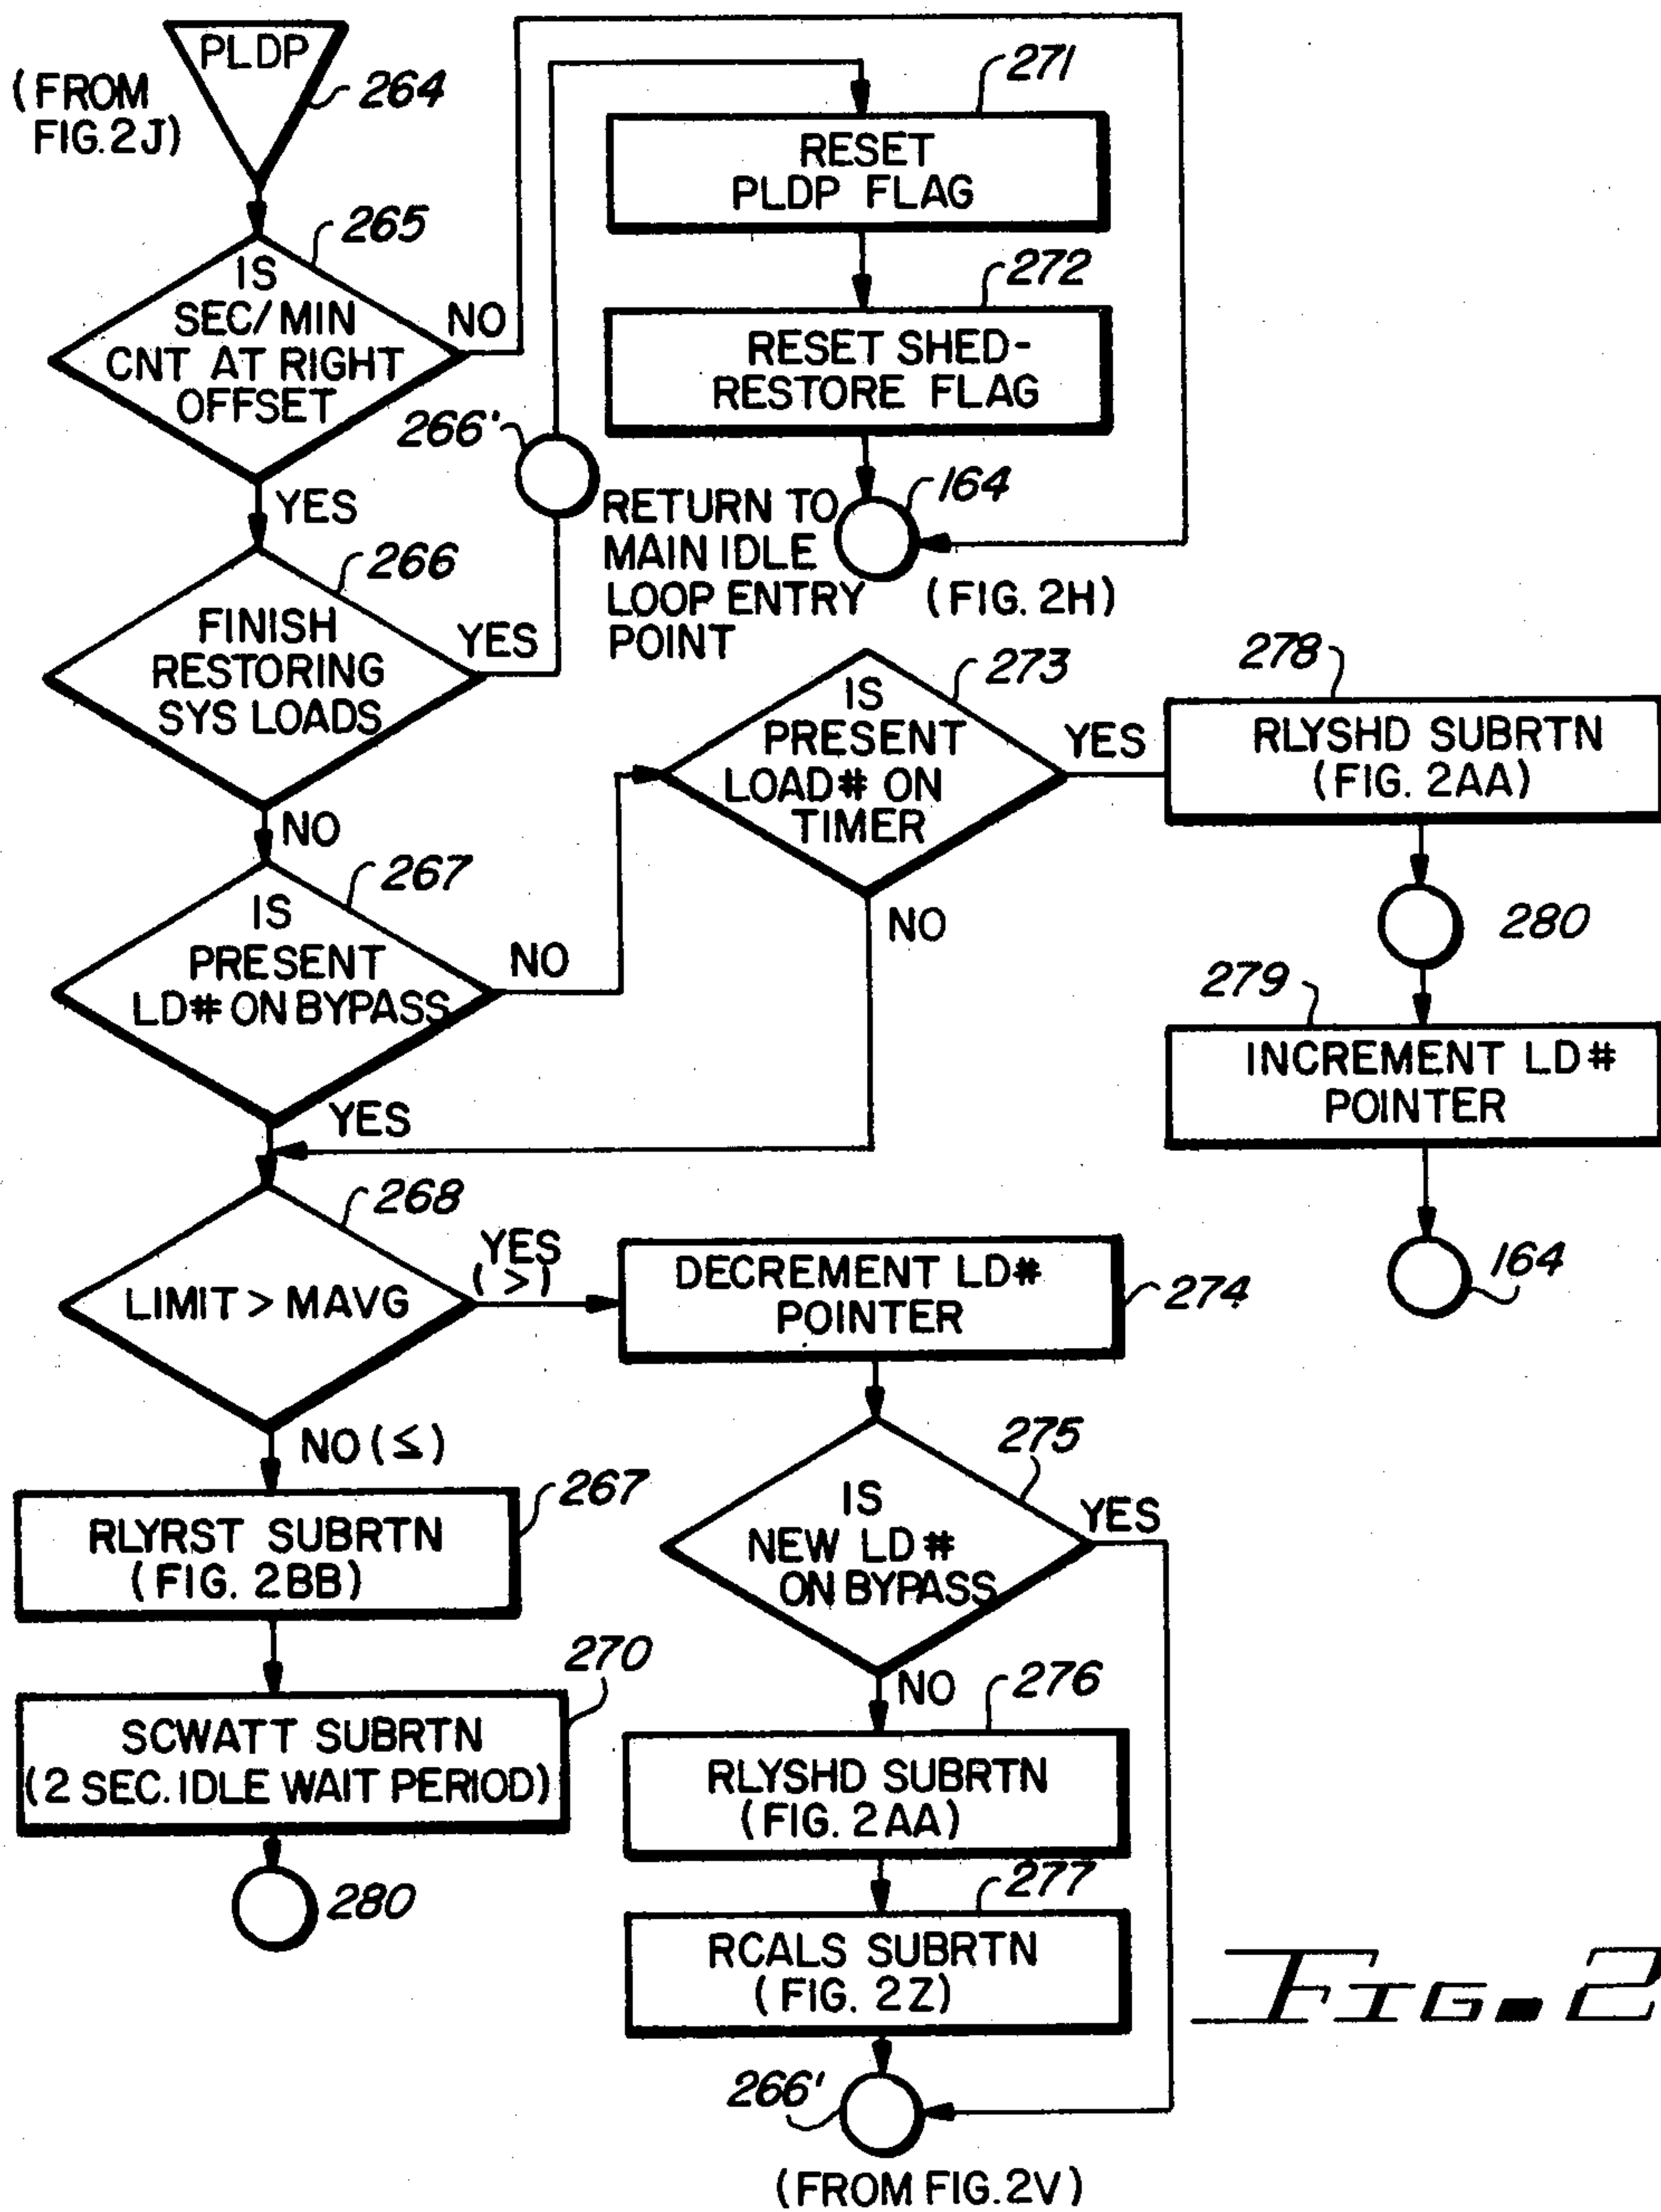 PLDP
(FROM
FIG. 2J)
264
265
IS
SEC/MIN
CNT AT RIGHT
OFFSET
NO
YES
271
RESET
PLDP FLAG
272
RESET SHED-
RESTORE FLAG
266'
164
RETURN TO
MAIN IDLE
LOOP ENTRY
POINT
(FIG. 2H)
266
FINISH
RESTORING
SYS LOADS
YES
NO
267
IS
PRESENT
LD# ON BYPASS
NO
YES
273
IS
PRESENT
LOAD# ON
TIMER
YES
NO
278
RLYSHD SUBRTN
(FIG. 2AA)
280
279
INCREMENT LD#
POINTER
164
268
LIMIT > MAVG
YES
(>)
NO (≤)
DECREMENT LD#
POINTER
274
275
IS
NEW LD#
ON BYPASS
YES
NO
267
RLYRST SUBRTN
(FIG. 2BB)
270
SCWATT SUBRTN
(2 SEC. IDLE WAIT PERIOD)
280
276
RLYSHD SUBRTN
(FIG. 2AA)
277
RCALS SUBRTN
(FIG. 2Z)
266'
(FROM FIG. 2V)
FIG. 2